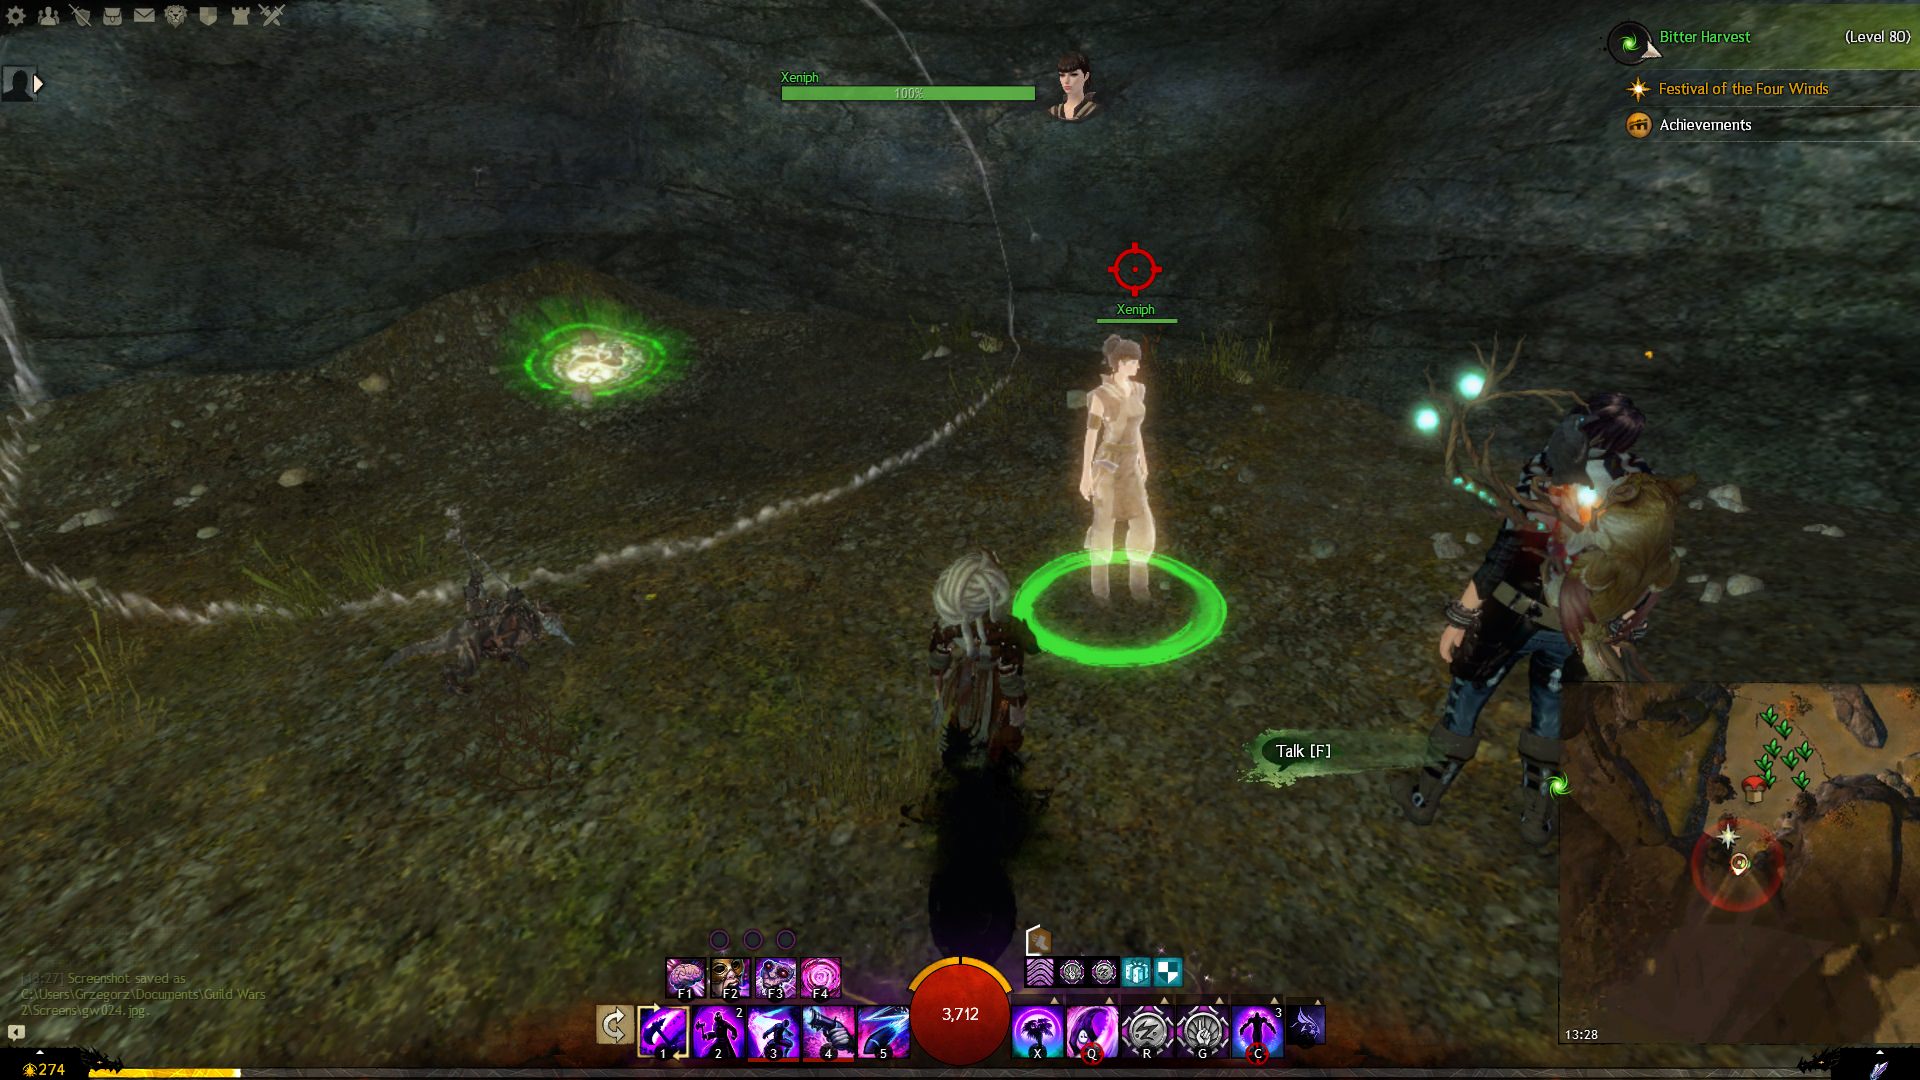 Xeniph
100%
Bitter Harvest
(Level 80)
Festival of the Four Winds
Achievements
Xeniph
Talk [F]
[13:27] Screenshot saved as
C:\Users\Grzegorz\Documents\Guild Wars
2\Screens\gw024.jpg.
F1
F2
F3
F4
1
2
2
3
4
5
3,712
X
Q
R
G
3
C
13:28
274